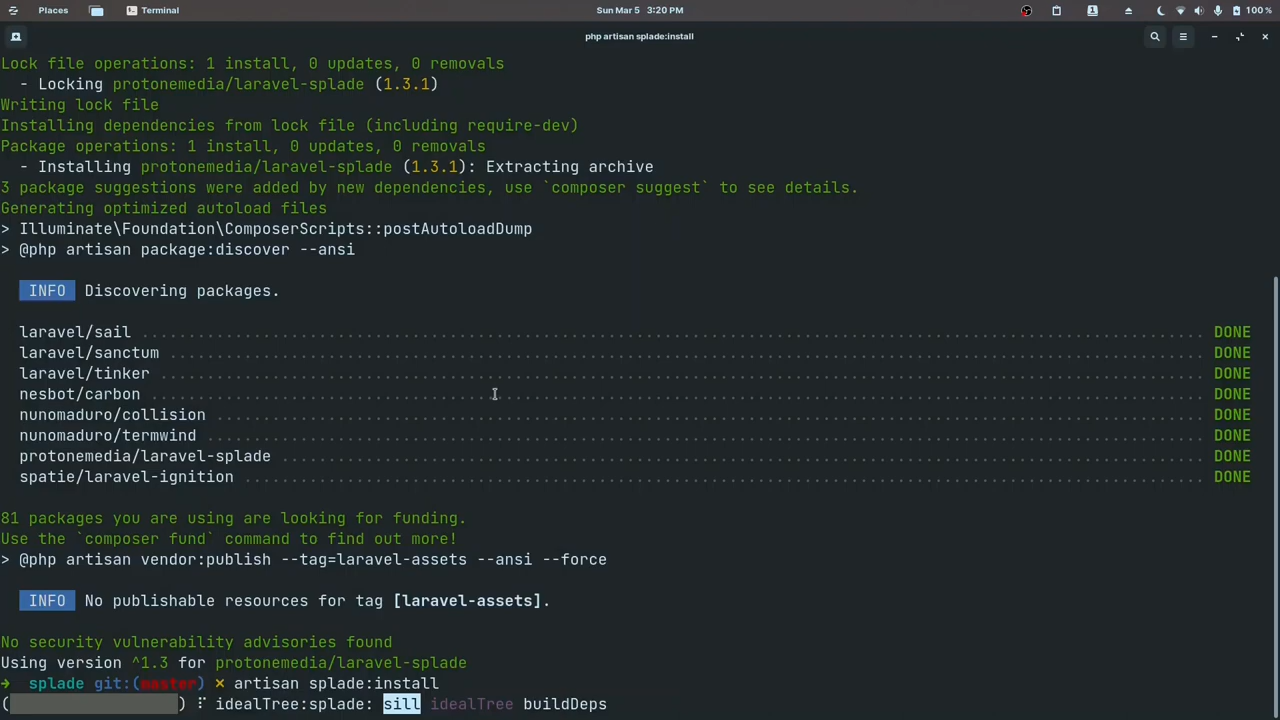 Places
Terminal
Sun Mar 5 3:20 PM
100 %
php artisan splade:install
Lock file operations: 1 install, 0 updates, 0 removals
- Locking protonemedia/laravel-splade (1.3.1)
Writing lock file
Installing dependencies from lock file (including require-dev)
Package operations: 1 install, 0 updates, 0 removals
- Installing protonemedia/laravel-splade (1.3.1): Extracting archive
3 package suggestions were added by new dependencies, use `composer suggest` to see details.
Generating optimized autoload files
> Illuminate\Foundation\ComposerScripts::postAutoloadDump
> @php artisan package:discover --ansi
INFO Discovering packages.
laravel/sail DONE
laravel/sanctum DONE
laravel/tinker DONE
nesbot/carbon DONE
nunomaduro/collision DONE
nunomaduro/termwind DONE
protonemedia/laravel-splade DONE
spatie/laravel-ignition DONE
81 packages you are using are looking for funding.
Use the `composer fund` command to find out more!
> @php artisan vendor:publish --tag=laravel-assets --ansi --force
INFO No publishable resources for tag [laravel-assets].
No security vulnerability advisories found
Using version ^1.3 for protonemedia/laravel-splade
➜ splade git:(master) ✗ artisan splade:install
( ) ⠏ idealTree:splade: sill idealTree buildDeps